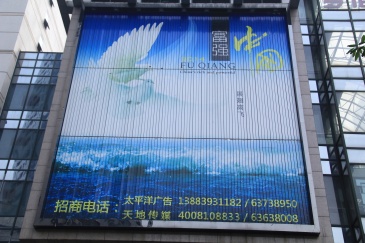 中国
富强
FU QIANG
招商电话：
太平洋广告 13883931182 / 63738950
天地传媒 4008108833 / 63638008